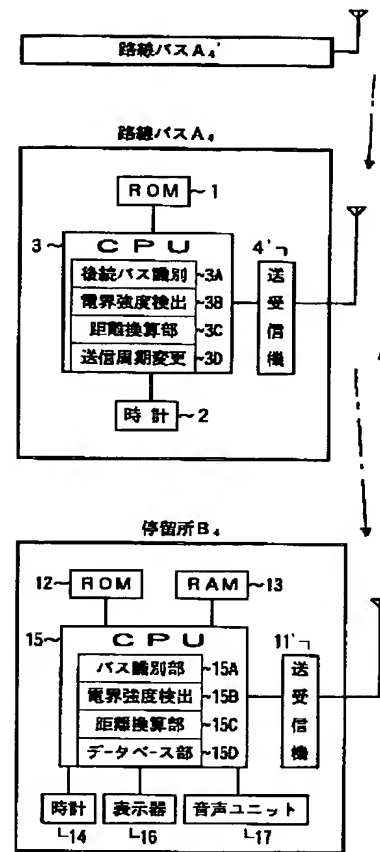 路線バスA₄'
路線バスA₄
ROM ~1
3~ CPU 4'
後続バス識別 ~3A
電界強度検出 ~3B
距離換算部 ~3C
送信周期変更 ~3D
送受信機
時計 ~2
停留所B₄
12~ ROM RAM ~13
15~ CPU 11'
バス識別部 ~15A
電界強度検出 ~15B
距離換算部 ~15C
データベース部 ~15D
送受信機
時計 表示器 音声ユニット
14 16 17